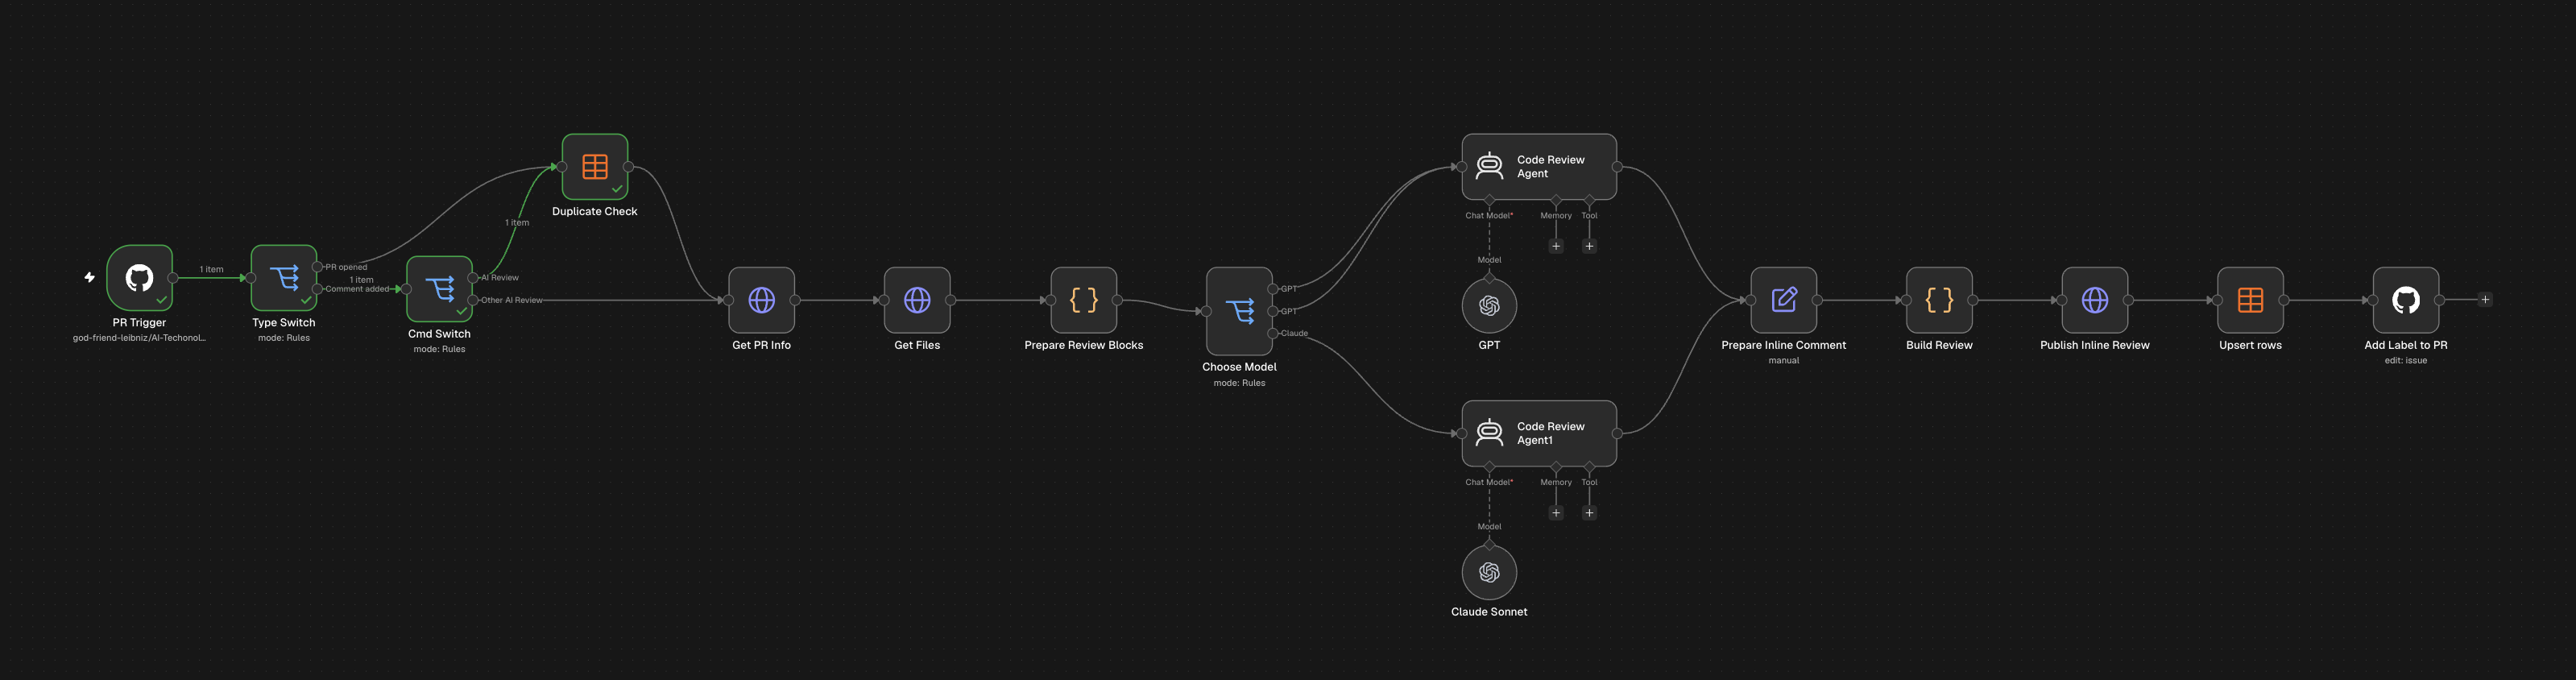 PR Trigger
god-friend-leibniz/AI-Techonol...
1 item
Type Switch
mode: Rules
PR opened
1 item
Comment added
Cmd Switch
mode: Rules
1 item
AI Review
Other AI Review
Duplicate Check
Get PR Info
Get Files
Prepare Review Blocks
Choose Model
mode: Rules
GPT
GPT
Claude
Code Review
Agent
Chat Model*
Memory
Tool
Model
GPT
Code Review
Agent1
Chat Model*
Memory
Tool
Model
Claude Sonnet
Prepare Inline Comment
manual
Build Review
Publish Inline Review
Upsert rows
Add Label to PR
edit: issue